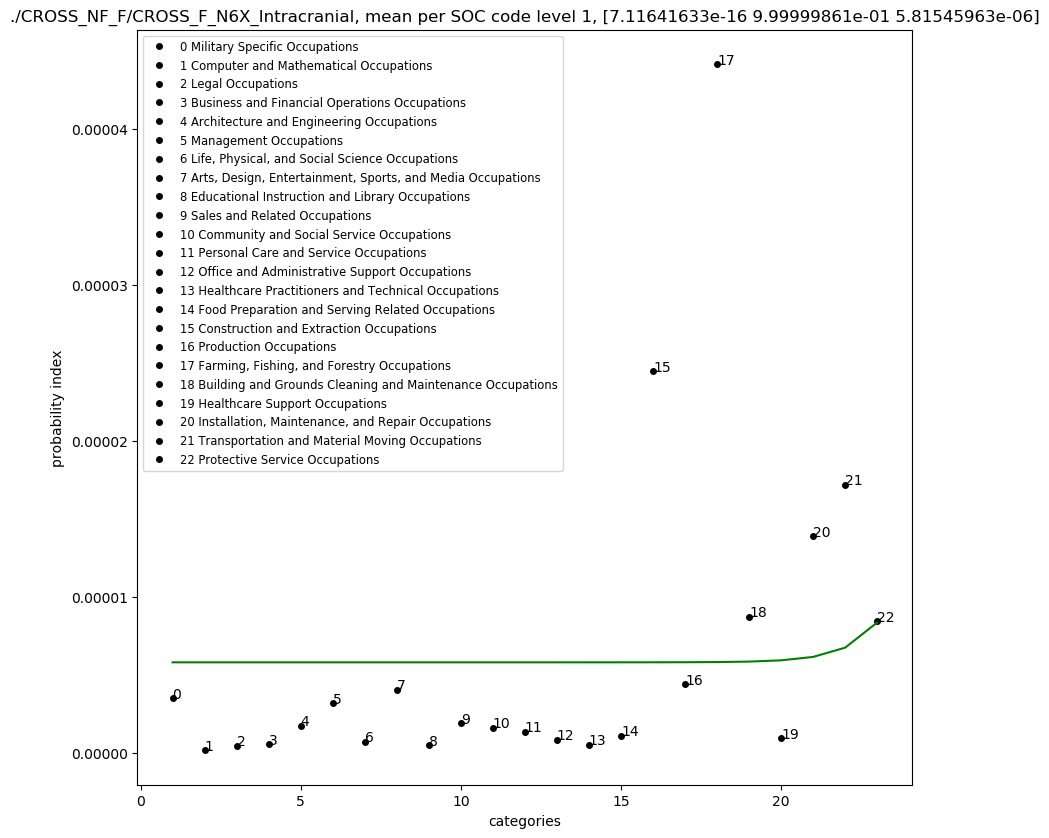 ./CROSS_NF_F/CROSS_F_N6X_Intracranial, mean per SOC code level 1, [7.11641633e-16 9.99999861e-01 5.81545963e-06]
0 Military Specific Occupations
1 Computer and Mathematical Occupations
2 Legal Occupations
3 Business and Financial Operations Occupations
4 Architecture and Engineering Occupations
5 Management Occupations
6 Life, Physical, and Social Science Occupations
7 Arts, Design, Entertainment, Sports, and Media Occupations
8 Educational Instruction and Library Occupations
9 Sales and Related Occupations
10 Community and Social Service Occupations
11 Personal Care and Service Occupations
12 Office and Administrative Support Occupations
13 Healthcare Practitioners and Technical Occupations
14 Food Preparation and Serving Related Occupations
15 Construction and Extraction Occupations
16 Production Occupations
17 Farming, Fishing, and Forestry Occupations
18 Building and Grounds Cleaning and Maintenance Occupations
19 Healthcare Support Occupations
20 Installation, Maintenance, and Repair Occupations
21 Transportation and Material Moving Occupations
22 Protective Service Occupations
probability index
0.00004
0.00003
0.00002
0.00001
0.00000
0
1
2
3
4
5
6
7
8
9
10
11
12
13
14
15
16
17
18
19
20
21
22
0 5 10 15 20
categories